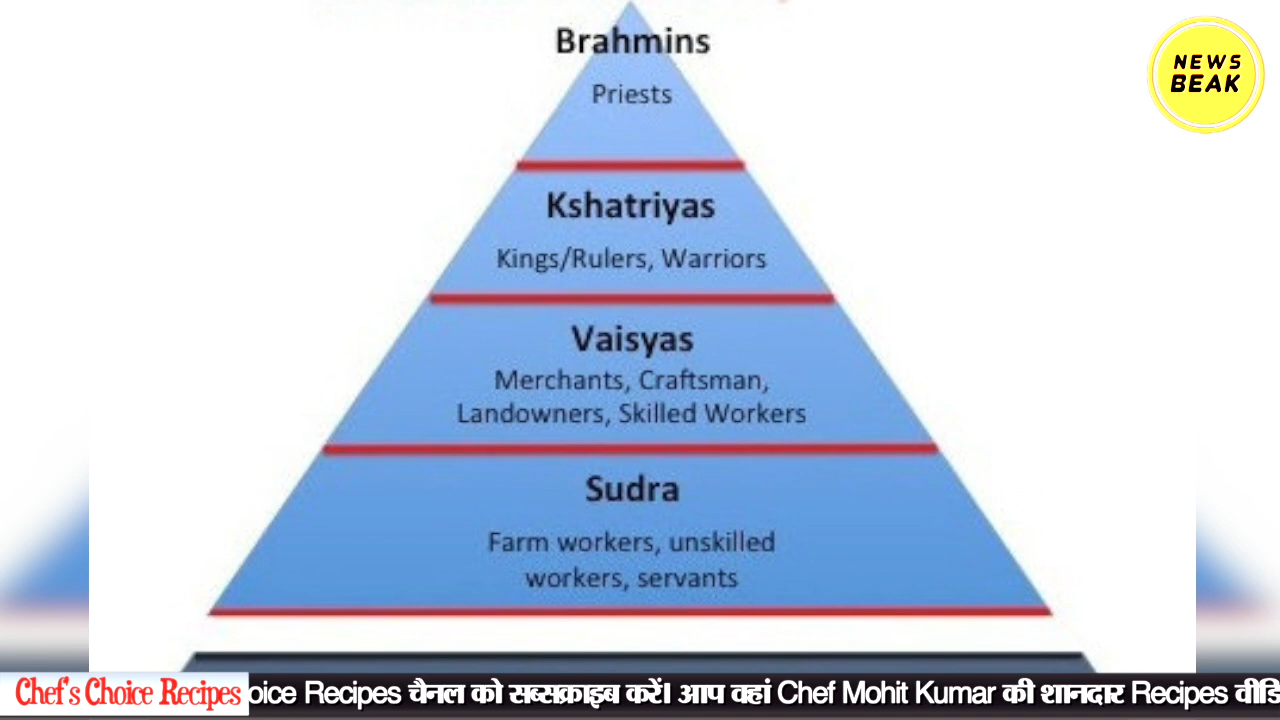 Brahmins
Priests
Kshatriyas
Kings/Rulers, Warriors
Vaisyas
Merchants, Craftsman,
Landowners, Skilled Workers
Sudra
Farm workers, unskilled
workers, servants
NEWS
BEAK
Chef's Choice Recipes
Recipes चैनल को सब्सक्राइब करें। आप वहां Chef Mohit Kumar की शानदार Recipes